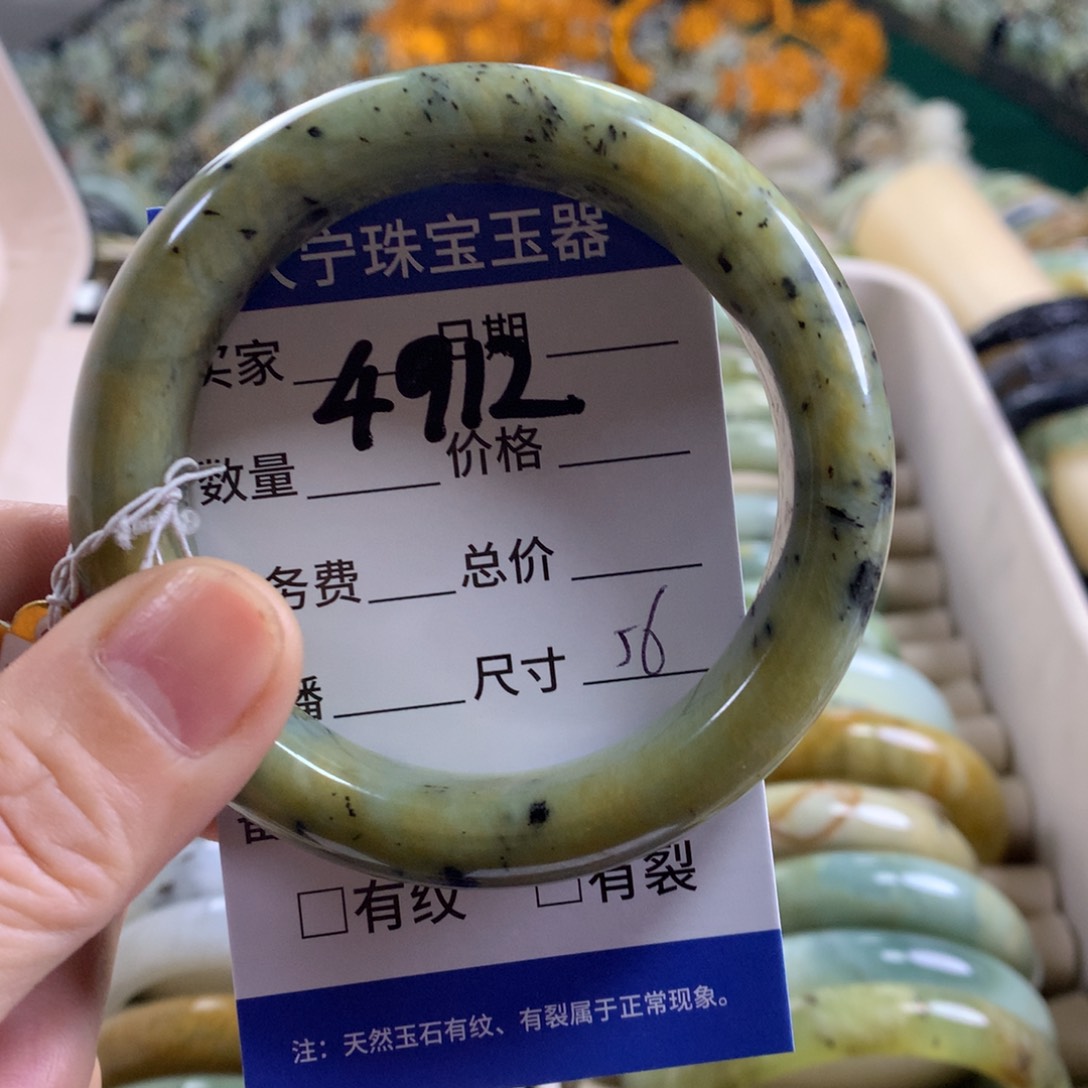 宁珠宝玉器
买家 日期
4912
数量 价格
务费 总价
播 尺寸 56
□有纹 □有裂
注：天然玉石有纹、有裂属于正常现象。